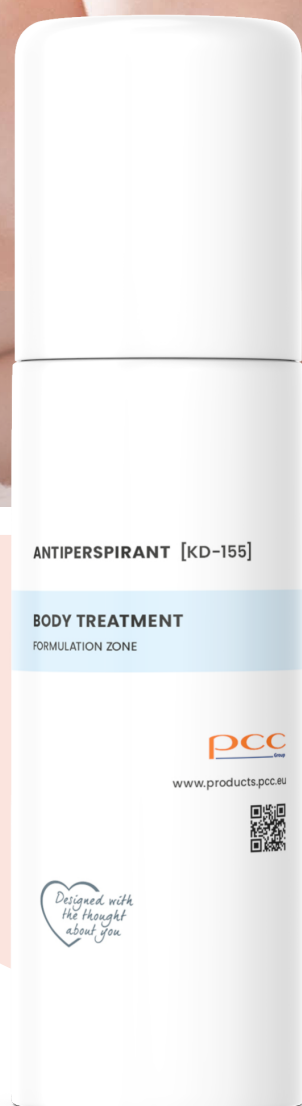 ANTIPERSPIRANT [KD-155]
BODY TREATMENT
FORMULATION ZONE
pcc
Group
www.products.pcc.eu
Designed with
the thought
about you